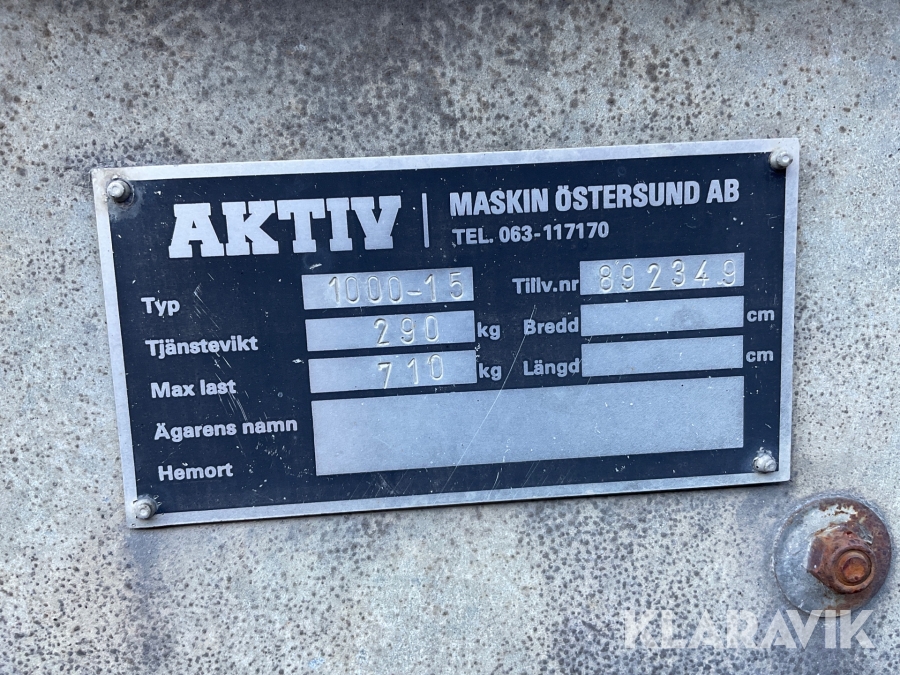 AKTIV | MASKIN ÖSTERSUND AB
TEL. 063-117170
Typ 1000-15 Tillv.nr 892349
Tjänstevikt 290 kg Bredd cm
Max last 710 kg Längd cm
Ägarens namn
Hemort
KLARAVIK